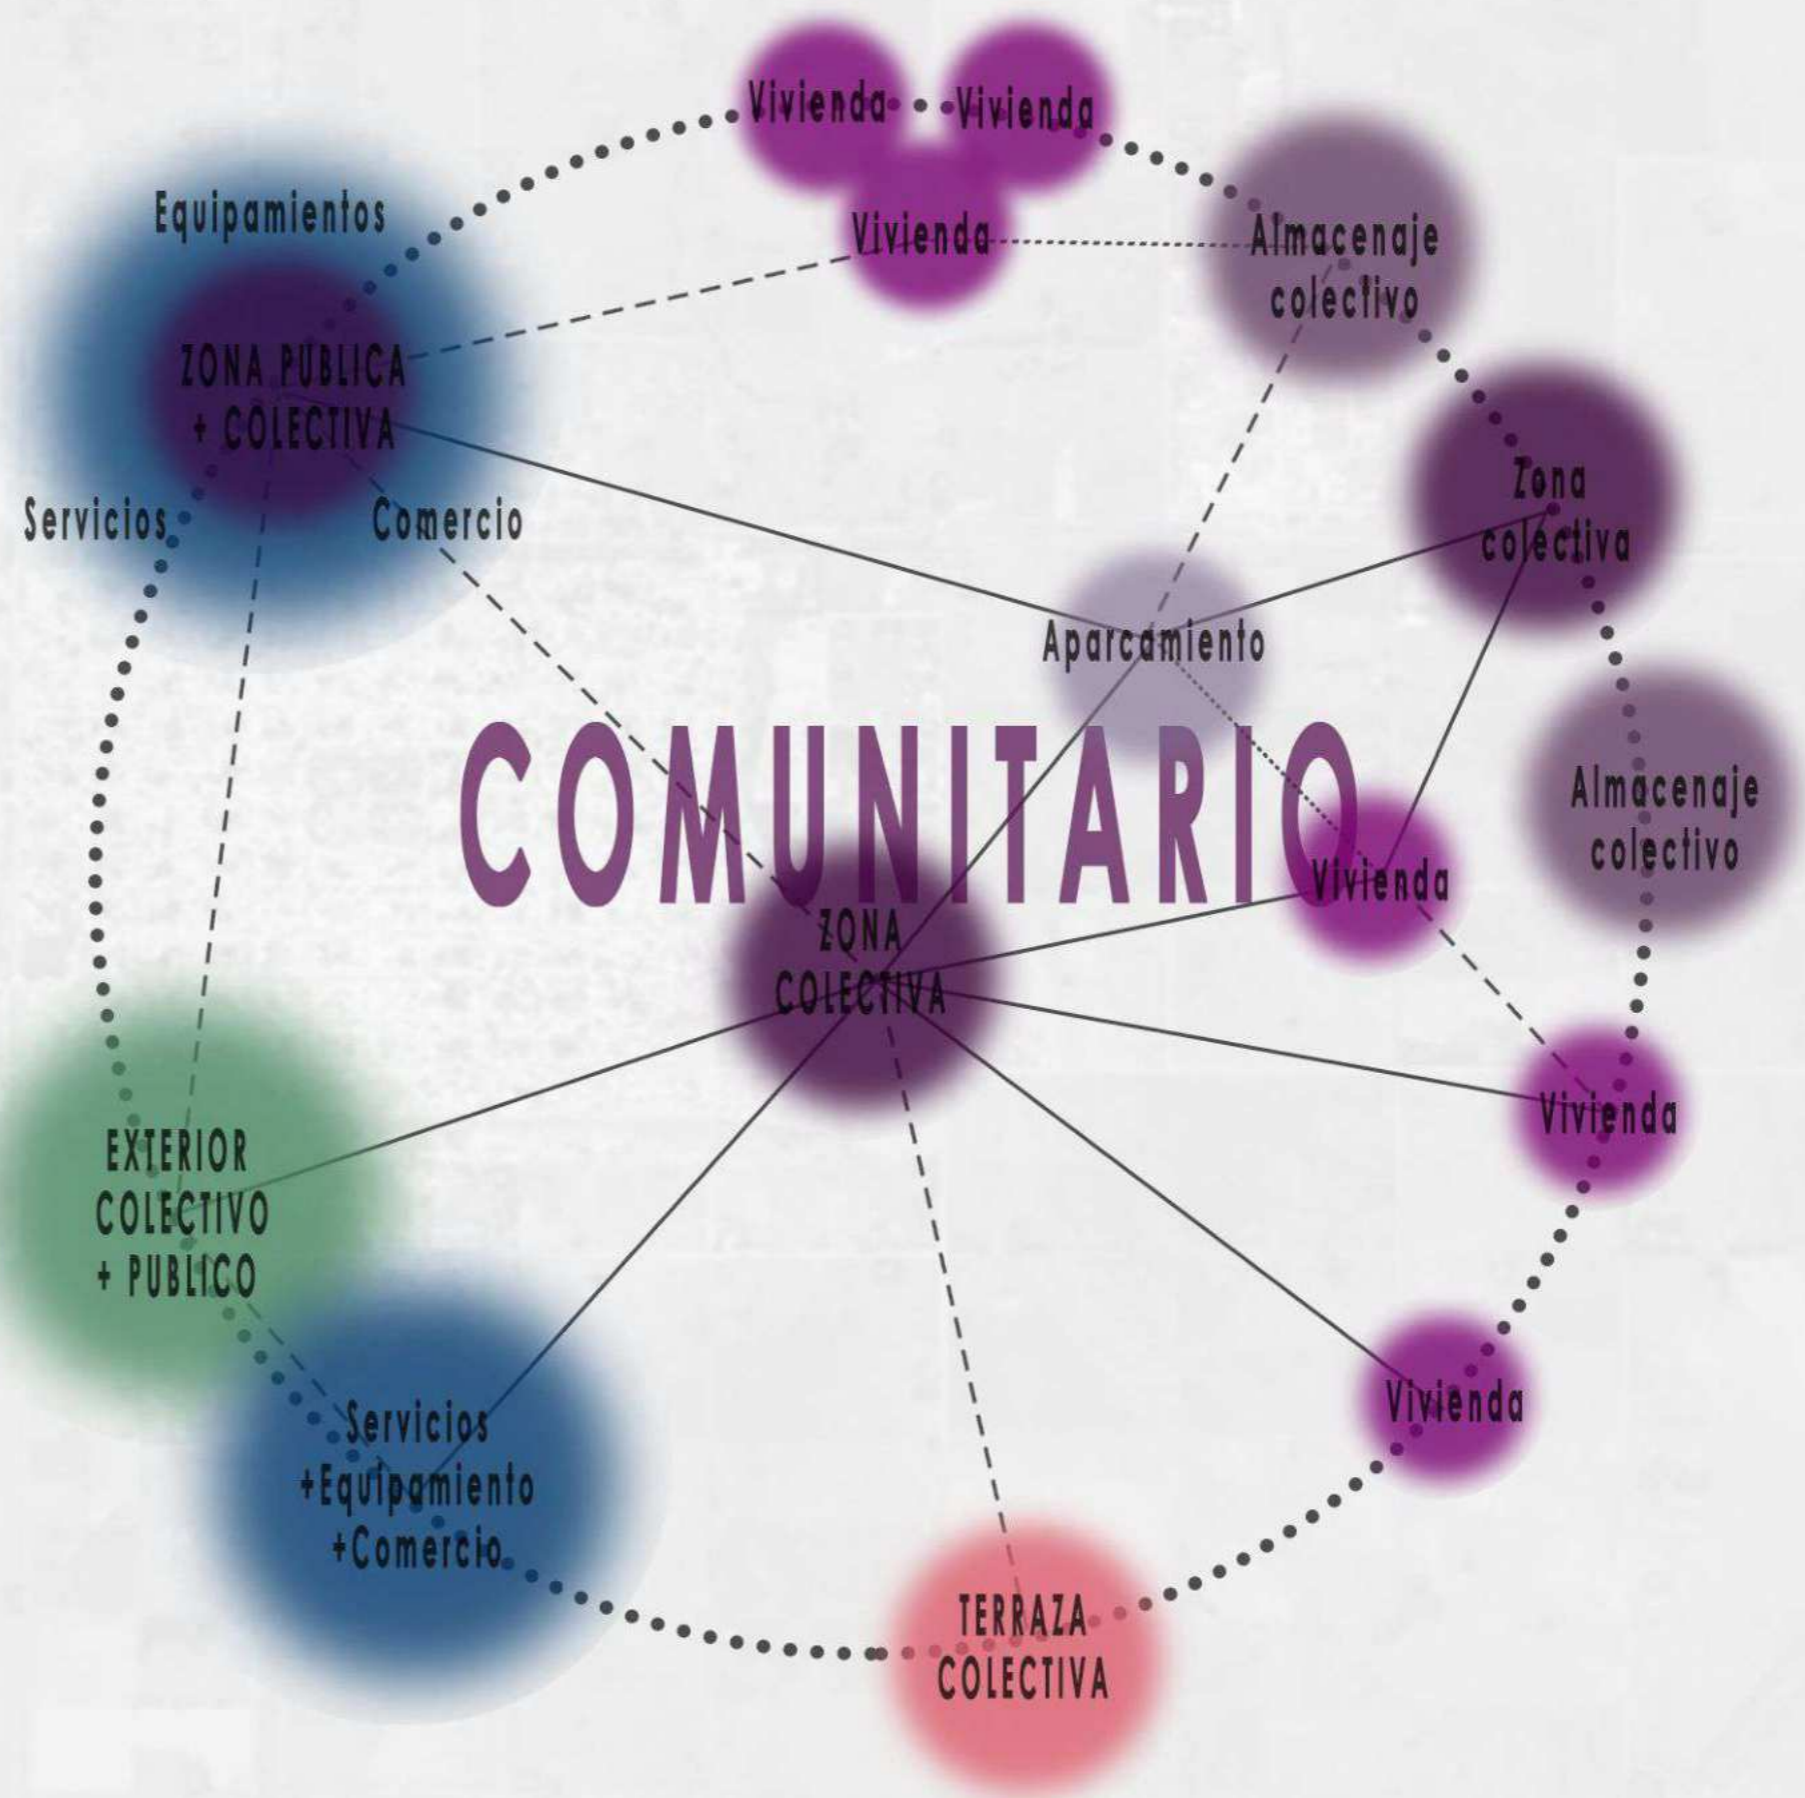 Vivienda
Vivienda
Vivienda
Equipamientos
Almacenaje
colectivo
ZONA PUBLICA
+ COLECTIVA
Servicios
Comercio
Zona
colectiva
Aparcamiento
COMUNITARIO
Almacenaje
colectivo
Vivienda
ZONA
COLECTIVA
Vivienda
EXTERIOR
COLECTIVO
+ PUBLICO
Vivienda
Servicios
+Equipamiento
+Comercio
TERRAZA
COLECTIVA